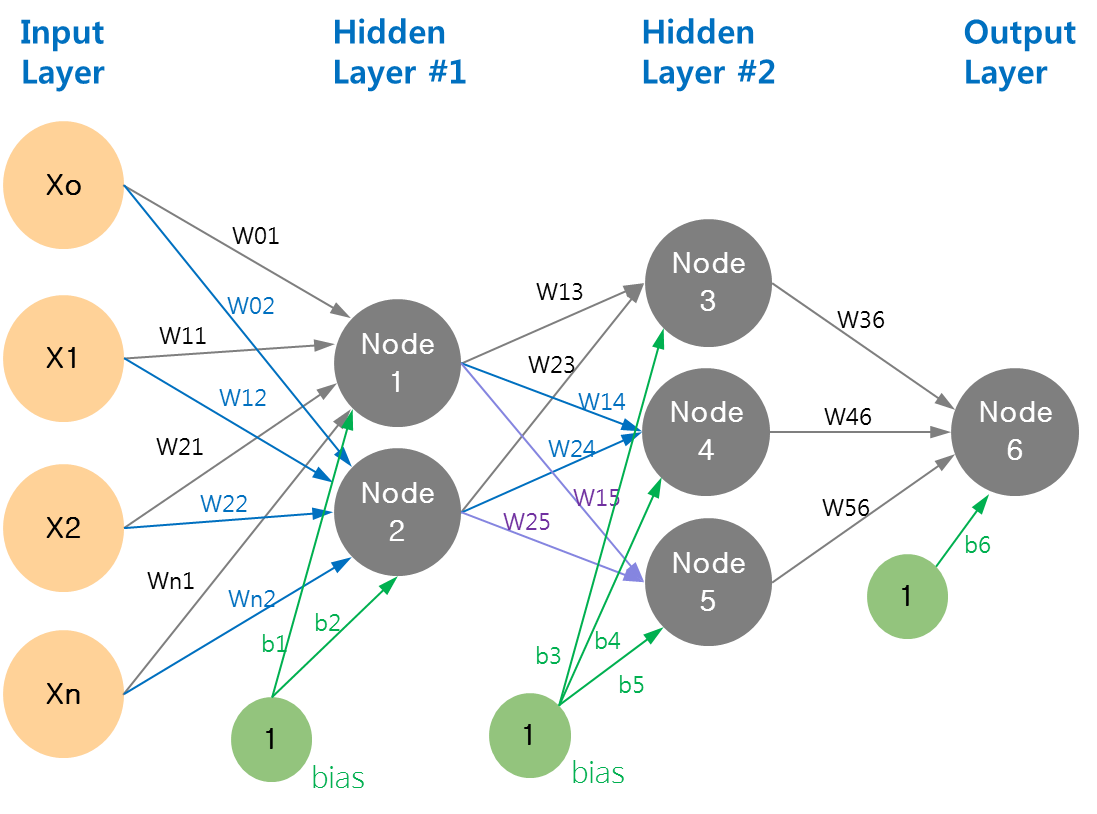 Input
Layer
Hidden
Layer #1
Hidden
Layer #2
Output
Layer
Xo
X1
X2
Xn
W01
W02
W11
W12
W21
W22
Wn1
Wn2
b1
b2
1
bias
Node
1
Node
2
W13
W23
W14
W24
W15
W25
b3
b4
b5
1
bias
Node
3
Node
4
Node
5
W36
W46
W56
1
b6
Node
6